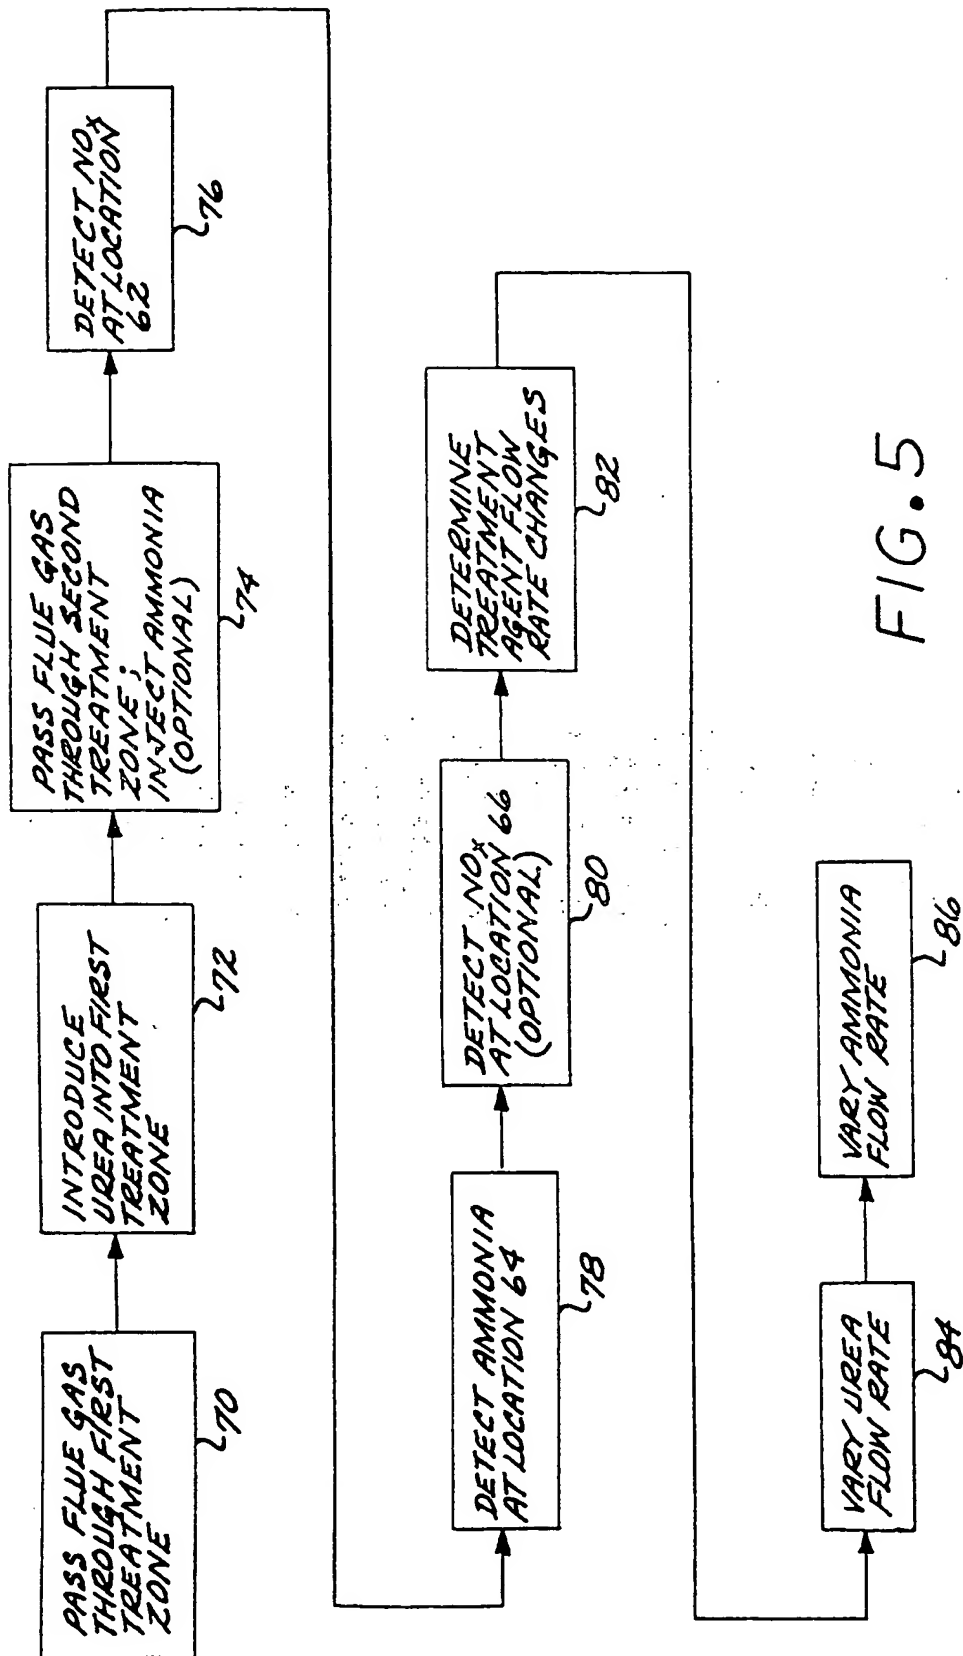 PASS FLUE GAS
THROUGH FIRST
TREATMENT
ZONE
70
INTRODUCE
UREA INTO FIRST
TREATMENT
ZONE
72
PASS FLUE GAS
THROUGH SECOND
TREATMENT
ZONE;
INJECT AMMONIA
(OPTIONAL)
74
DETECT NOx
AT LOCATION
62
76
DETECT AMMONIA
AT LOCATION 64
78
DETECT NOx
AT LOCATION 66
(OPTIONAL)
80
DETERMINE
TREATMENT
AGENT FLOW
RATE CHANGES
82
VARY UREA
FLOW RATE
84
VARY AMMONIA
FLOW RATE
86
FIG.5